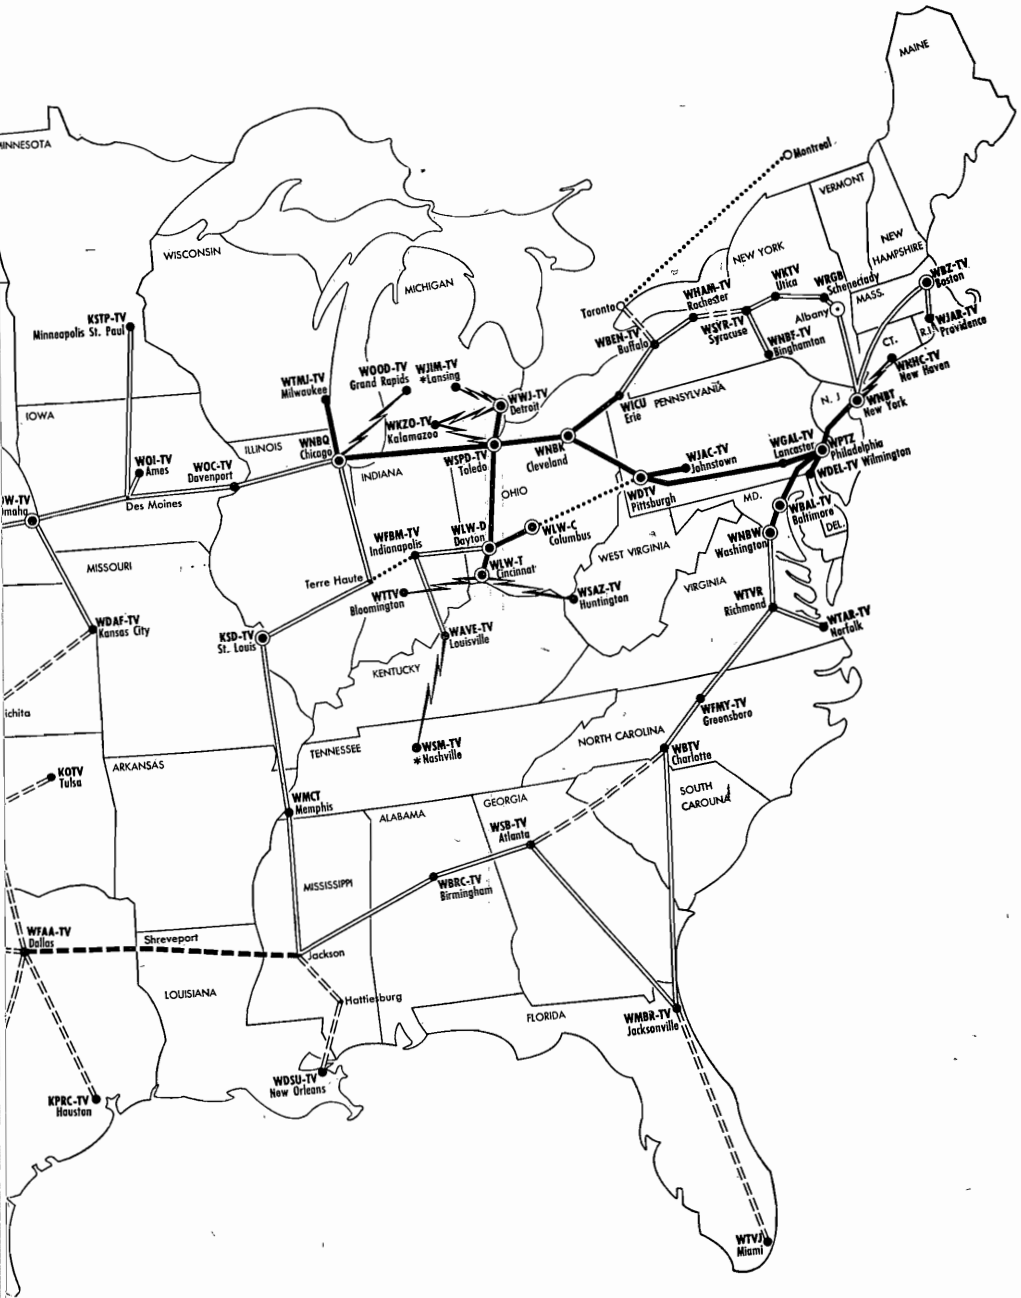 MAINE
MINNESOTA
Montreal
VERMONT
NEW
HAMPSHIRE
WISCONSIN
NEW YORK
MICHIGAN
WKTV
Utica
WRGB
Schenectady
WBZ-TV
Boston
MASS.
WHAM-TV
Rochester
Toronto
Albany
WJAR-TV
Providence
R.I.
KSTP-TV
Minneapolis St. Paul
WSYR-TV
Syracuse
WBEN-TV
Buffalo
WNBF-TV
Binghamton
CT.
WNHC-TV
New Haven
WOOD-TV
Grand Rapids
WJIM-TV
*Lansing
WTMJ-TV
Milwaukee
WWJ-TV
Detroit
WICU
Erie
PENNSYLVANIA
N. J
WNBT
New York
IOWA
WKZO-TV
Kalamazoo
ILLINOIS
WNBQ
Chicago
WNBK
Cleveland
WSPD-TV
Toledo
WJAC-TV
Johnstown
WGAL-TV
Lancaster
WPTZ
Philadelphia
WDEL-TV Wilmington
WOI-TV
Ames
WOC-TV
Davenport
INDIANA
OHIO
WDTV
Pittsburgh
MD.
WBAL-TV
Baltimore
DEL.
OW-TV
maha
Des Moines
WLW-D
Dayton
WLW-C
Columbus
WFBM-TV
Indianapolis
WNBW
Washington
WEST VIRGINIA
MISSOURI
WLW-T
Cincinnat
Terre Haute
WTTV
Bloomington
WSAZ-TV
Huntington
VIRGINIA
WTVR
Richmond
WTAR-TV
Norfolk
WDAF-TV
Kansas City
KSD-TV
St. Louis
WAVE-TV
Louisville
KENTUCKY
ichita
WFMY-TV
Greensboro
NORTH CAROLINA
TENNESSEE
WSM-TV
*Nashville
WBTV
Charlotte
KOTV
Tulsa
ARKANSAS
SOUTH
CAROLINA
WMCT
Memphis
ALABAMA
GEORGIA
WSB-TV
Atlanta
MISSISSIPPI
WBRC-TV
Birmingham
WFAA-TV
Dallas
Shreveport
Jackson
LOUISIANA
Hattiesburg
FLORIDA
WMBR-TV
Jacksonville
WDSU-TV
New Orleans
KPRC-TV
Houston
WTVJ
Miami